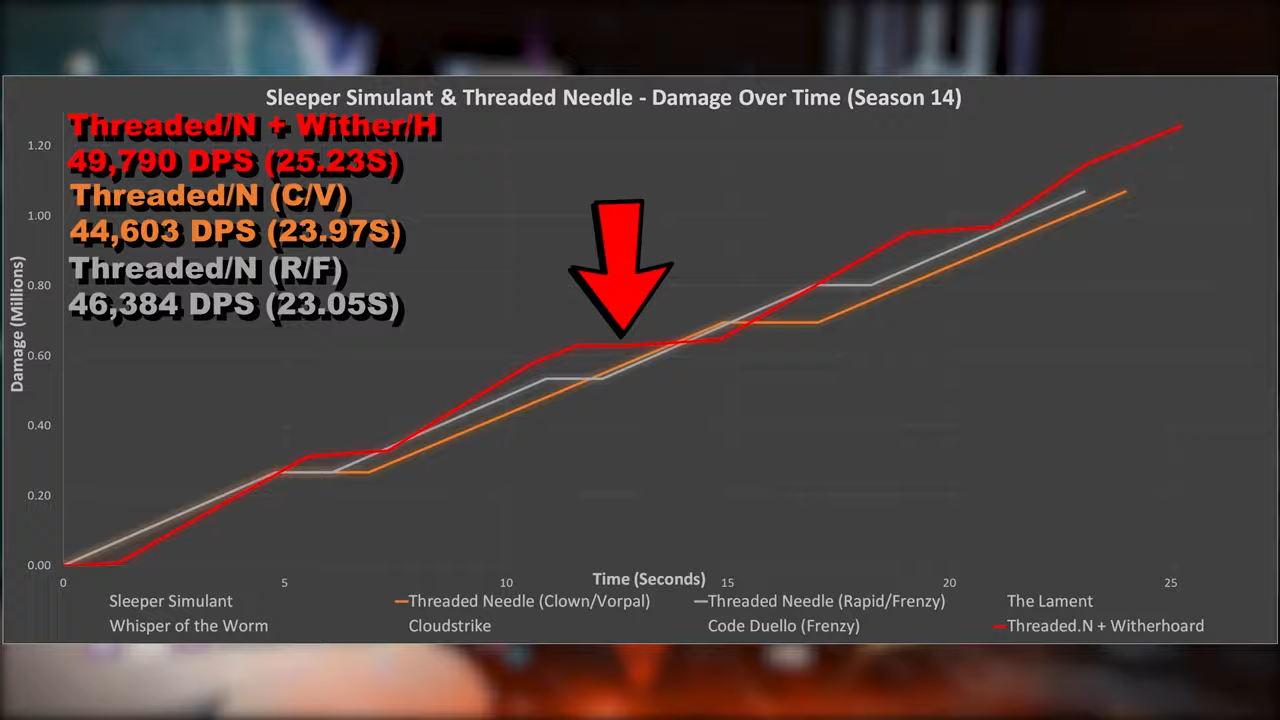 Sleeper Simulant & Threaded Needle - Damage Over Time (Season 14)
Threaded/N + Wither/H
49,790 DPS (25.23S)
Threaded/N (C/V)
44,603 DPS (23.97S)
Threaded/N (R/F)
46,384 DPS (23.05S)
Damage (Millions)
1.20
1.00
0.80
0.60
0.40
0.20
0.00
0 5 10 15 20 25
Time (Seconds)
Sleeper Simulant Threaded Needle (Clown/Vorpal) Threaded Needle (Rapid/Frenzy) The Lament
Whisper of the Worm Cloudstrike Code Duello (Frenzy) Threaded.N + Witherhoard